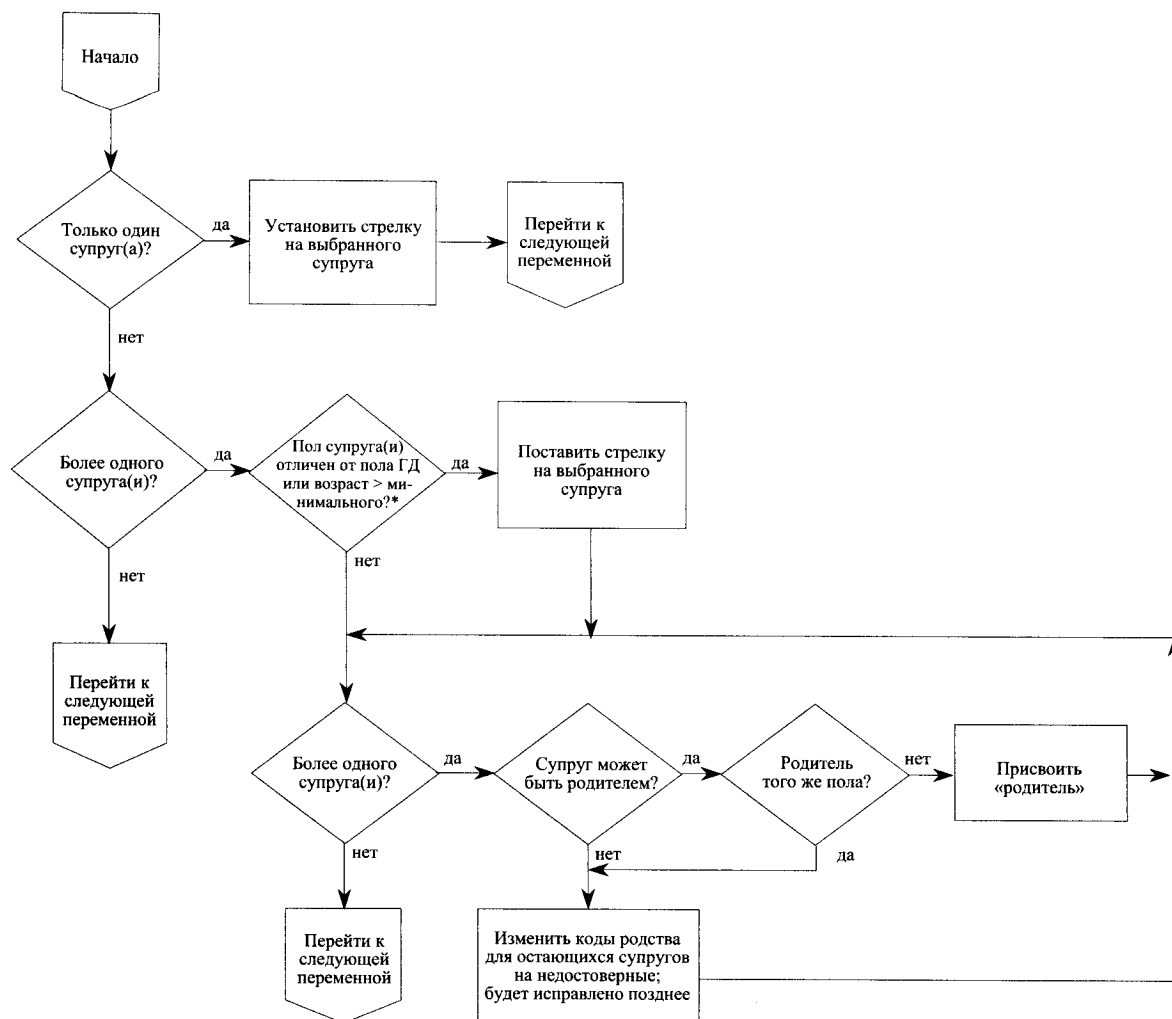 Начало
Только один
супруг(а)?
да
Установить стрелку
на выбранного
супруга
Перейти к
следующей
переменной
нет
Более одного
супруга(и)?
да
Пол супруга(и)
отличен от пола ГД
или возраст > ми-
нимального?*
да
Поставить стрелку
на выбранного
супруга
нет
нет
Перейти к
следующей
переменной
Более одного
супруга(и)?
да
Супруг может
быть родителем?
да
Родитель
того же пола?
нет
Присвоить
«родитель»
нет
нет
да
Перейти к
следующей
переменной
Изменить коды родства
для остающихся супругов
на недостоверные;
будет исправлено позднее